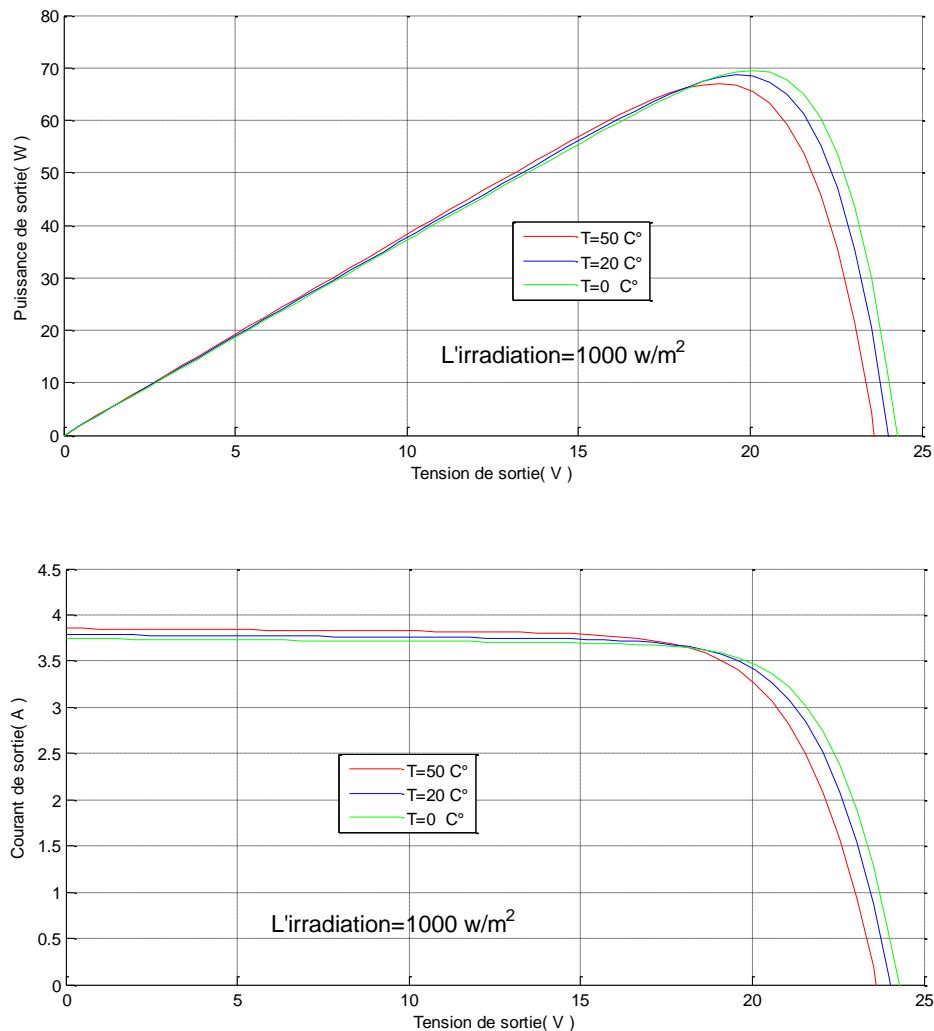 80
70
60
50
40
30
20
10
0
Puissance de sortie( W )
T=50 C°
T=20 C°
T=0 C°
L'irradiation=1000 w/m²
0 5 10 15 20 25
Tension de sortie( V )
4.5
4
3.5
3
2.5
2
1.5
1
0.5
0
Courant de sortie( A )
T=50 C°
T=20 C°
T=0 C°
L'irradiation=1000 w/m²
0 5 10 15 20 25
Tension de sortie( V )